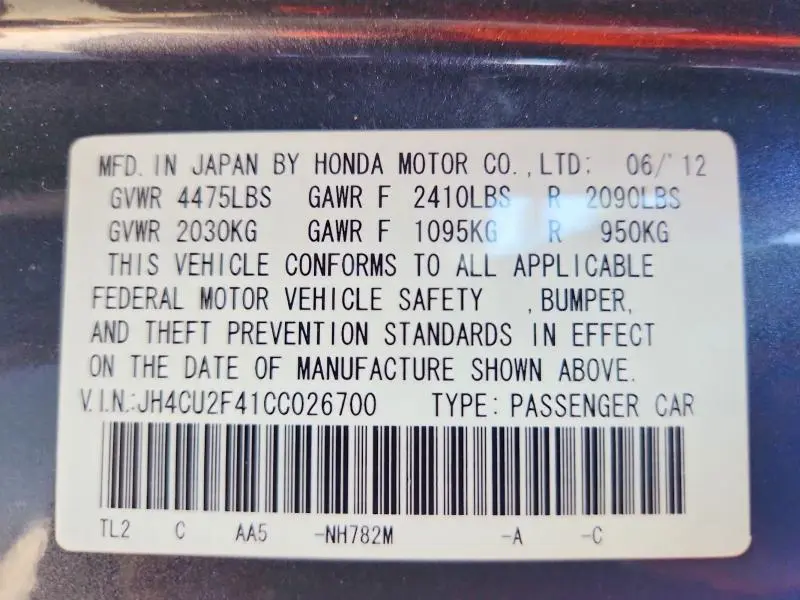 MFD. IN JAPAN BY HONDA MOTOR CO.,LTD: 06/'12
GVWR 4475LBS GAWR F 2410LBS R 2090LBS
GVWR 2030KG GAWR F 1095KG R 950KG
THIS VEHICLE CONFORMS TO ALL APPLICABLE
FEDERAL MOTOR VEHICLE SAFETY ,BUMPER,
AND THEFT PREVENTION STANDARDS IN EFFECT
ON THE DATE OF MANUFACTURE SHOWN ABOVE.
V.I.N.:JH4CU2F41CC026700 TYPE: PASSENGER CAR
TL2 C AA5 -NH782M -A -C